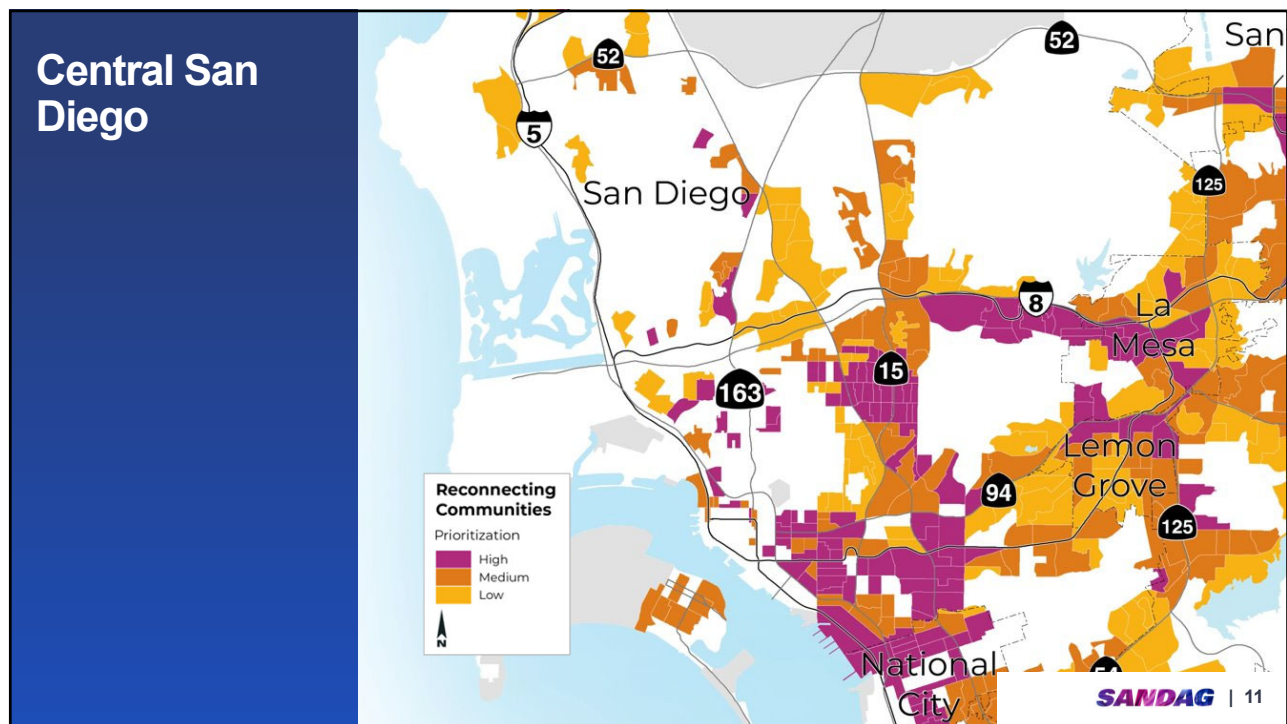 Central San
Diego
52
52
San
5
San Diego
125
8
La
Mesa
15
163
Lemon
Grove
94
125
Reconnecting
Communities
Prioritization
High
Medium
Low
N
National
City
54
SANDAG | 11